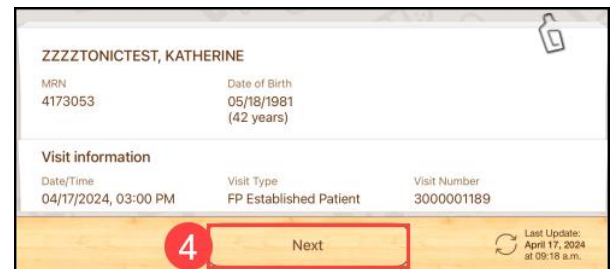 ZZZZTONICTEST, KATHERINE
MRN Date of Birth
4173053 05/18/1981
(42 years)
Visit information
Date/Time Visit Type Visit Number
04/17/2024, 03:00 PM FP Established Patient 3000001189
4 Next
Last Update:
April 17, 2024
at 09:18 a.m.